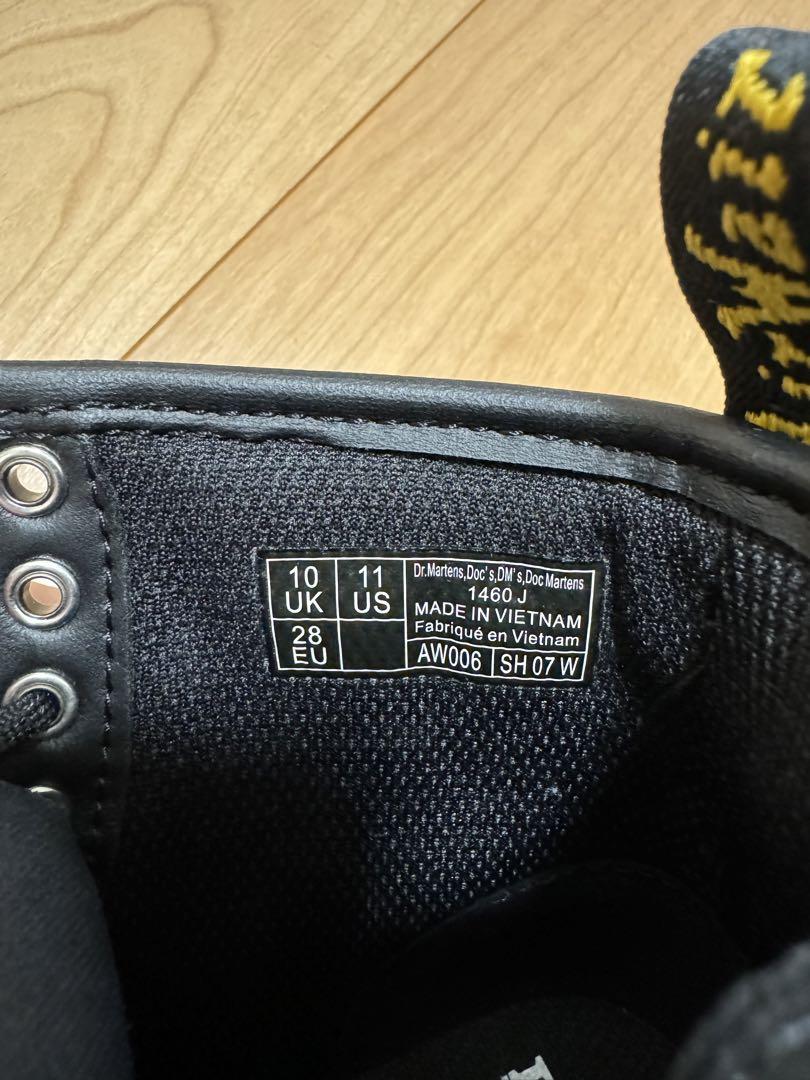 10
UK
11
US
28
EU
Dr.Martens,Doc's,DM's,Doc Martens
1460 J
MADE IN VIETNAM
Fabriqué en Vietnam
AW006
SH 07 W